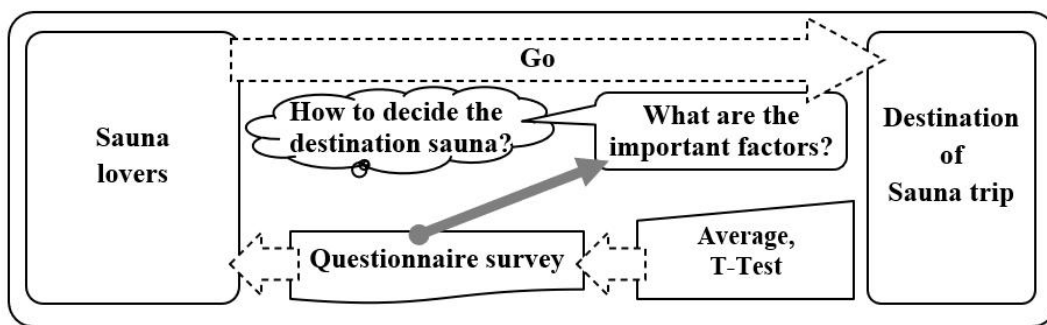 Go
Sauna
lovers
How to decide the
destination sauna?
What are the
important factors?
Destination
of
Sauna trip
Questionnaire survey
Average,
T-Test